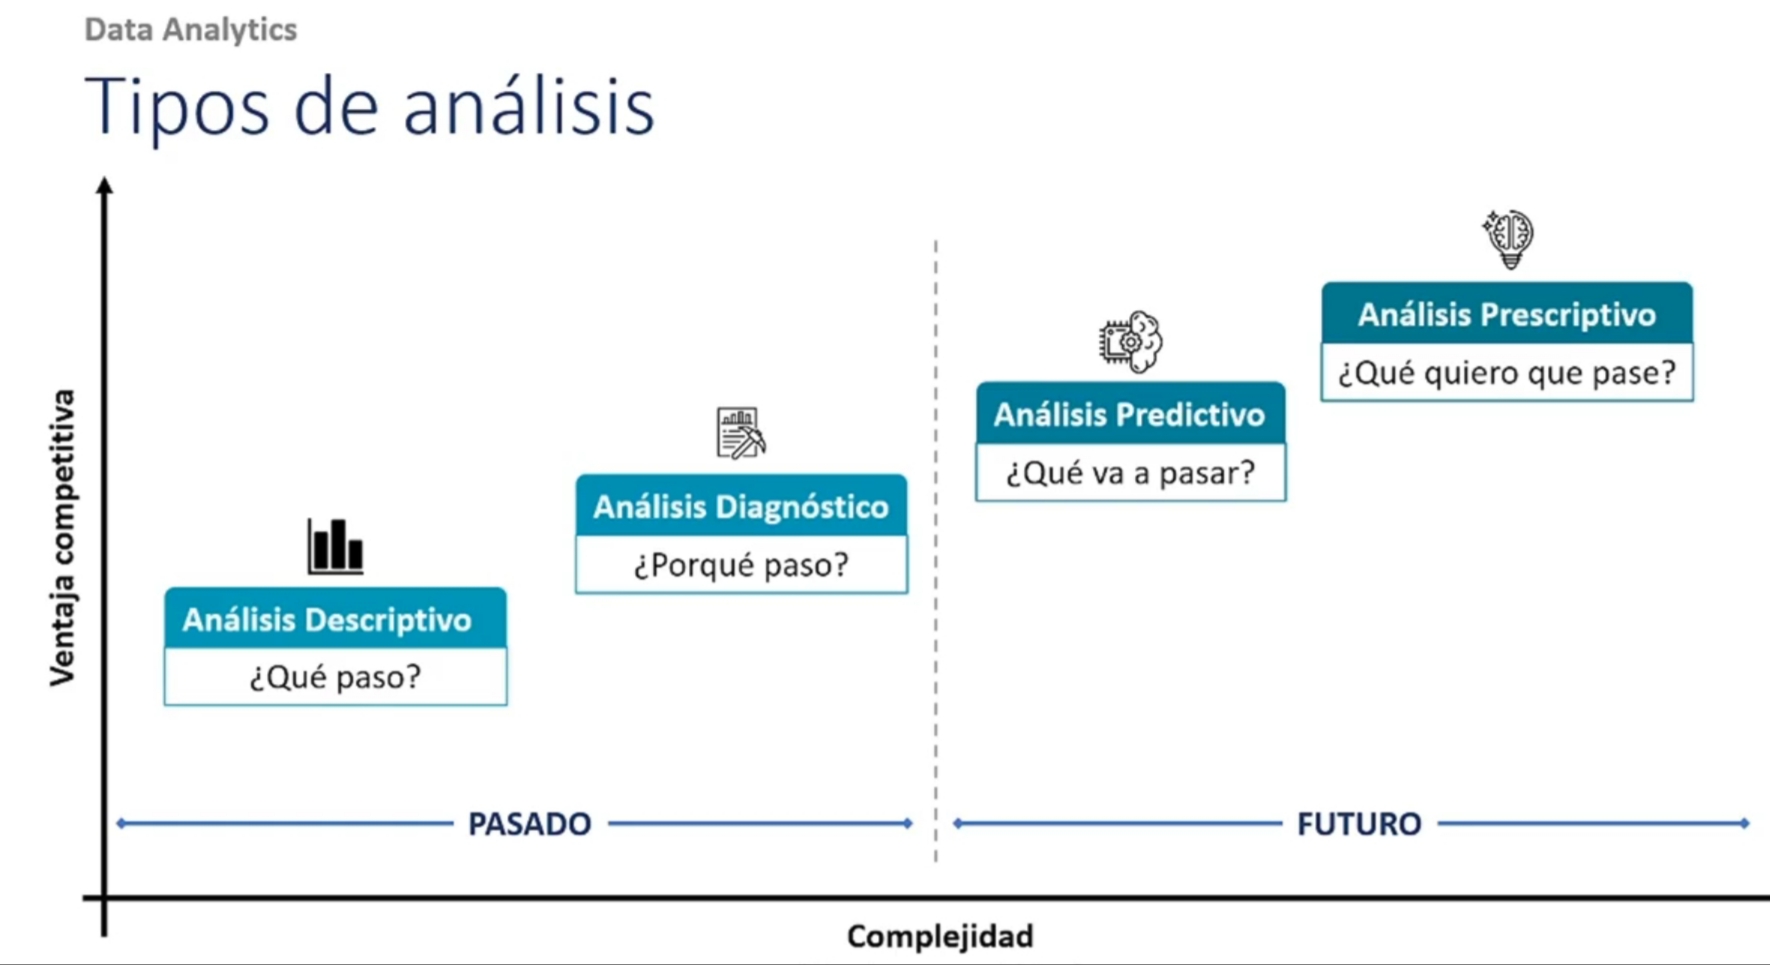 Data Analytics
Tipos de análisis
Ventaja competitiva
Análisis Descriptivo
¿Qué paso?
Análisis Diagnóstico
¿Porqué paso?
Análisis Predictivo
¿Qué va a pasar?
Análisis Prescriptivo
¿Qué quiero que pase?
PASADO
FUTURO
Complejidad